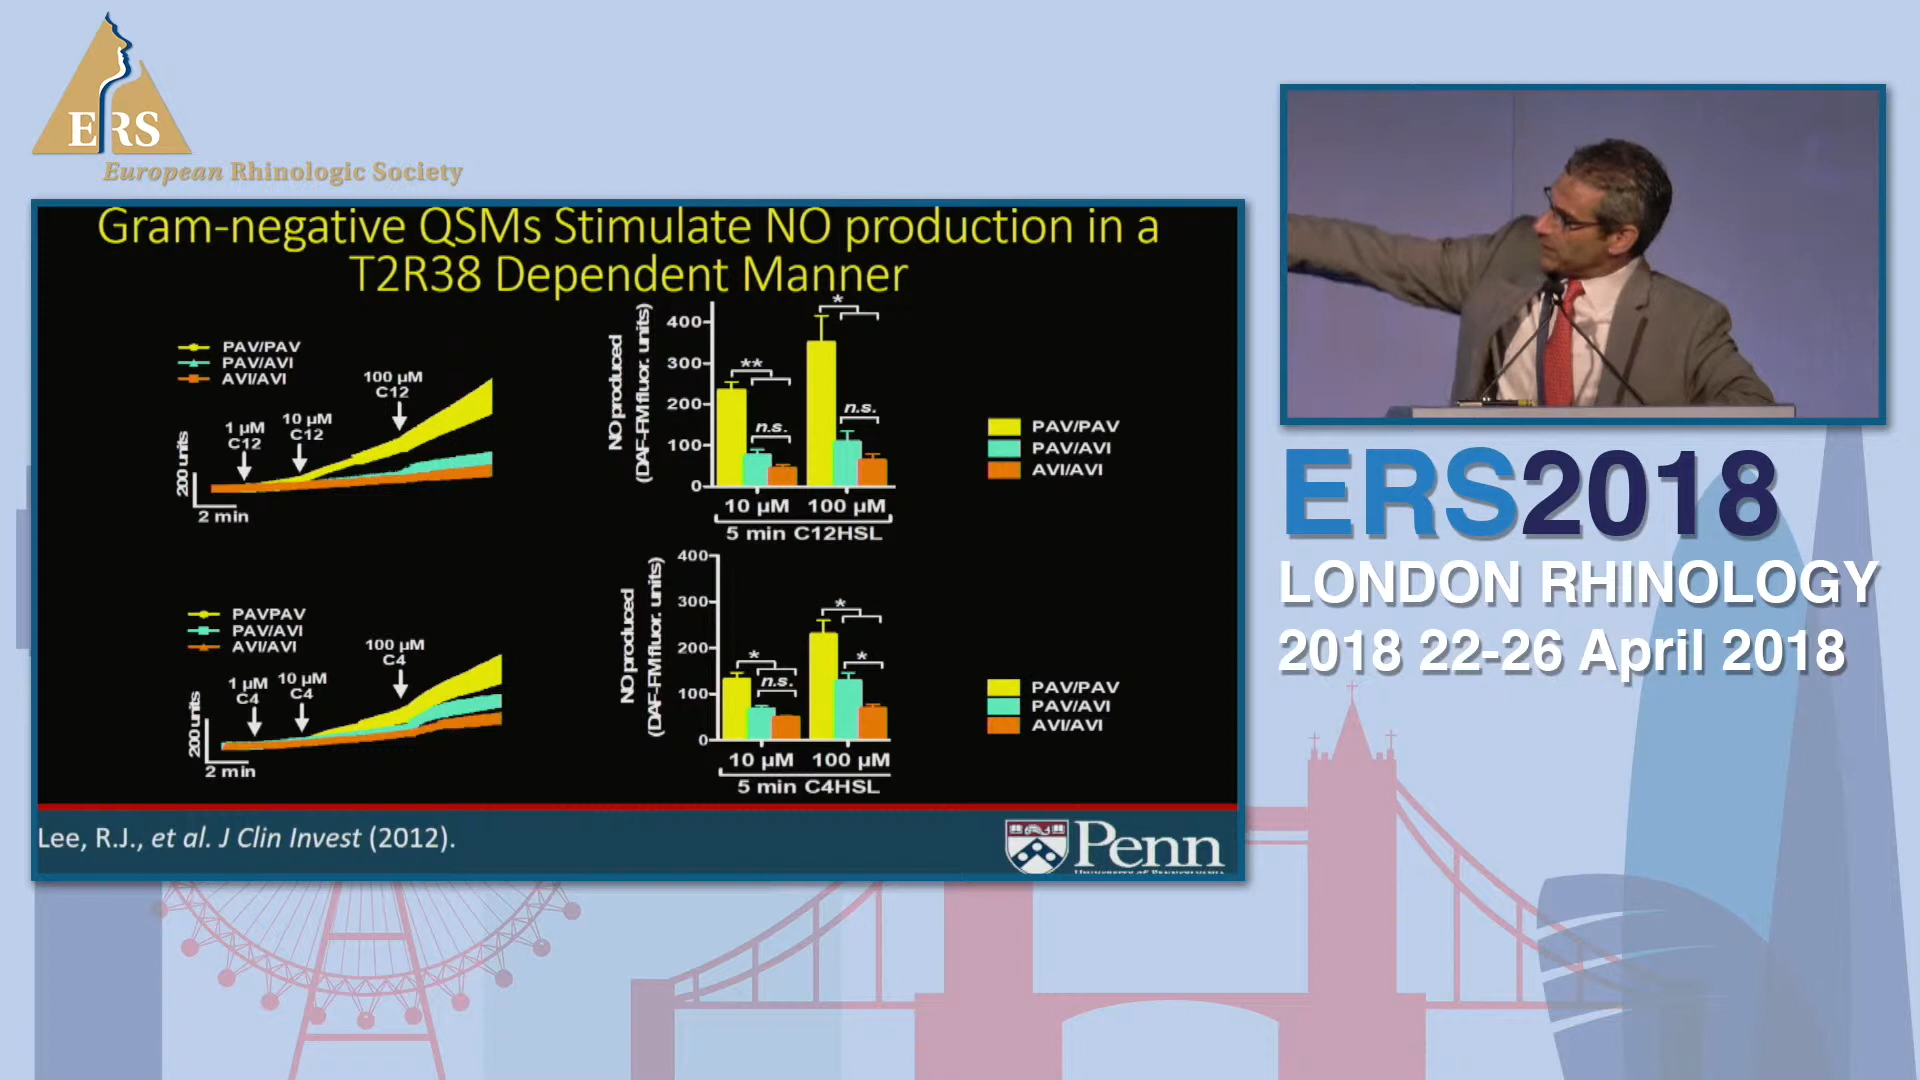 ERS
European Rhinologic Society
Gram-negative QSMs Stimulate NO production in a
T2R38 Dependent Manner
PAV/PAV
PAV/AVI
AVI/AVI
1 µM
C12
10 µM
C12
100 µM
C12
200 units
2 min
NO produced
(DAF-FM fluor. units)
400
300
200
100
0
**
n.s.
*
n.s.
10 µM 100 µM
5 min C12HSL
PAV/PAV
PAV/AVI
AVI/AVI
PAVPAV
PAV/AVI
AVI/AVI
1 µM
C4
10 µM
C4
100 µM
C4
200 units
2 min
NO produced
(DAF-FM fluor. units)
400
300
200
100
0
*
n.s.
*
*
10 µM 100 µM
5 min C4HSL
PAV/PAV
PAV/AVI
AVI/AVI
Lee, R.J., et al. J Clin Invest (2012).
Penn
University of Pennsylvania
ERS2018
LONDON RHINOLOGY
2018 22-26 April 2018